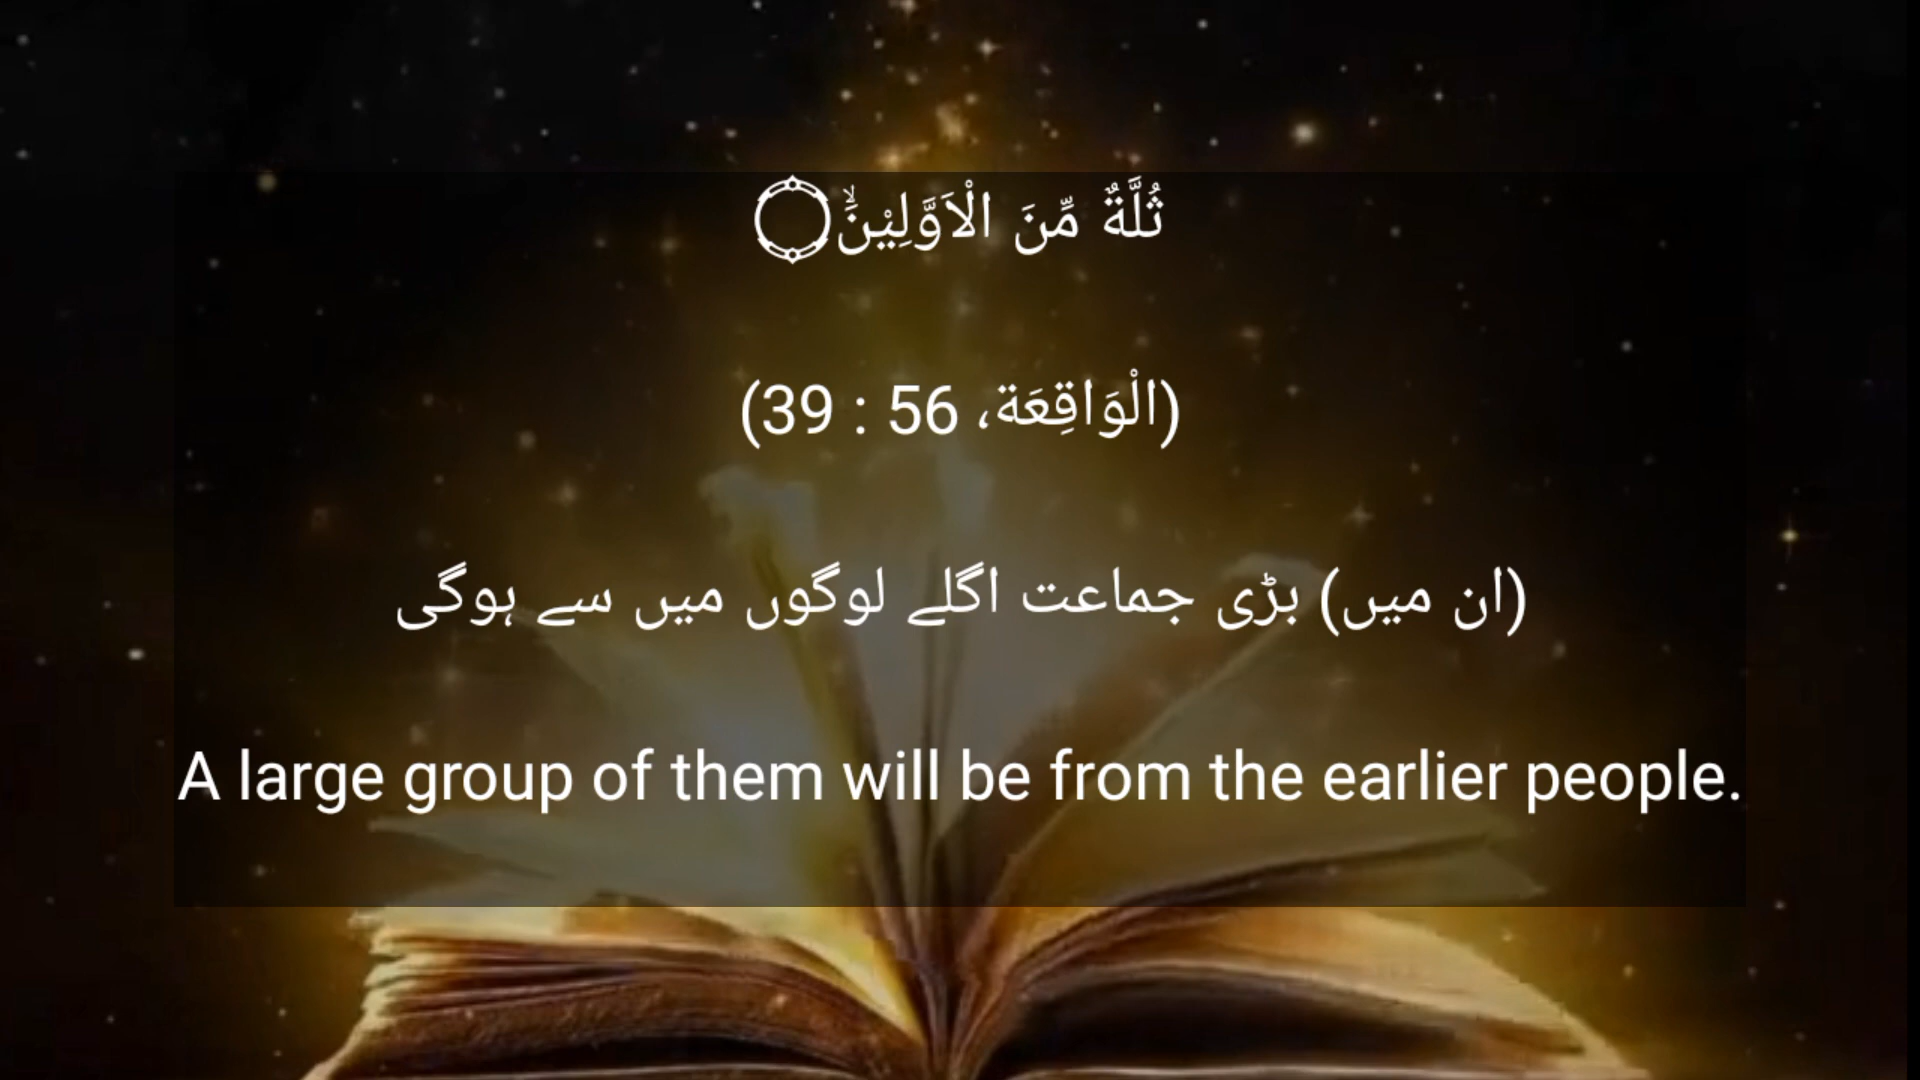 ثُلَّةٌ مِّنَ الْاَوَّلِيْنَۙ۝
(الْوَاقِعَة، 56 : 39)
(ان میں) بڑی جماعت اگلے لوگوں میں سے ہوگی
A large group of them will be from the earlier people.